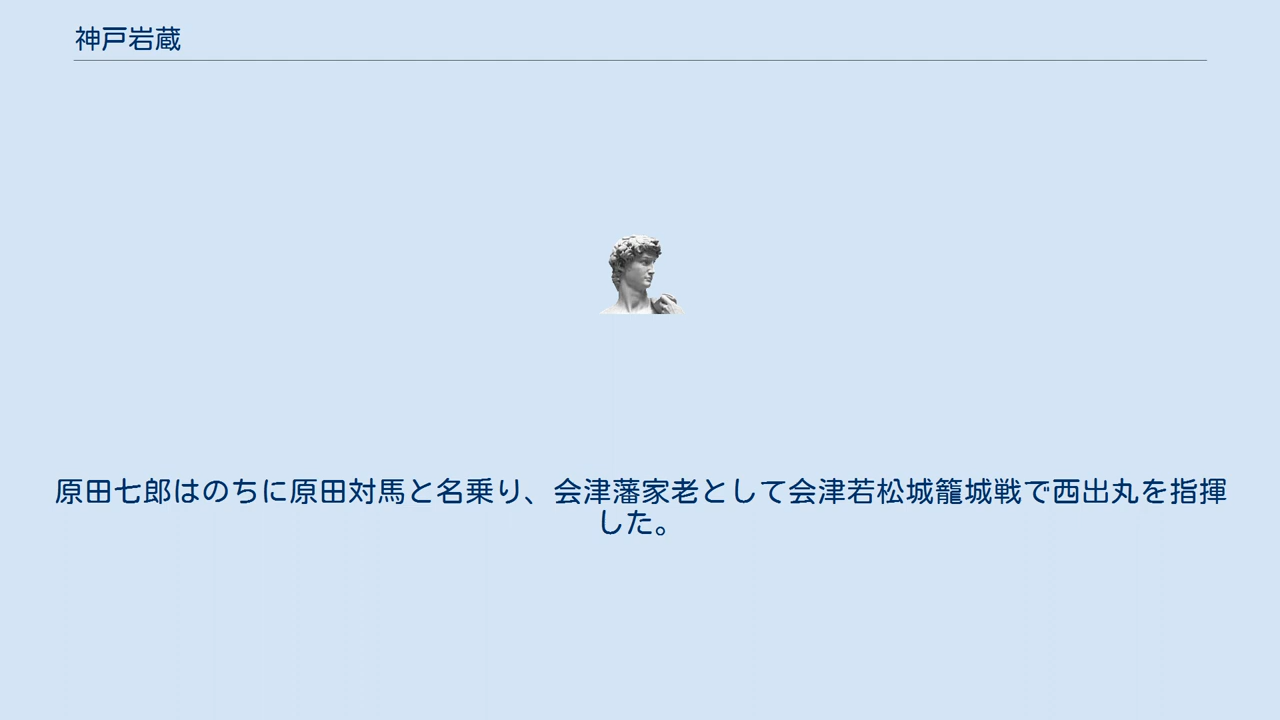 神戸岩蔵
原田七郎はのちに原田対馬と名乗り、会津藩家老として会津若松城籠城戦で西出丸を指揮
した。